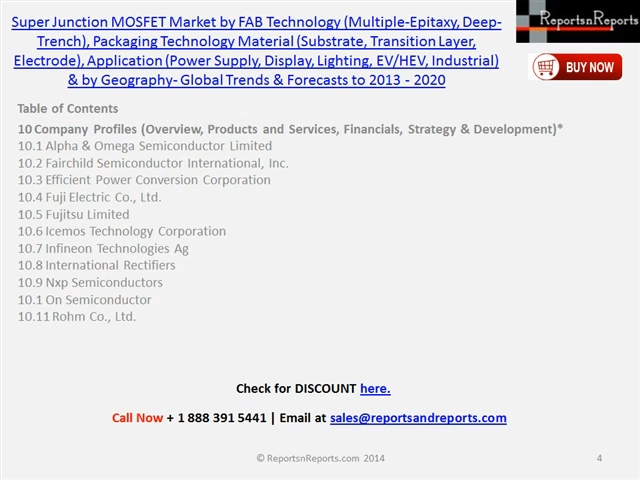 Super Junction MOSFET Market by FAB Technology (Multiple-Epitaxy, Deep-
Trench), Packaging Technology Material (Substrate, Transition Layer,
Electrode), Application (Power Supply, Display, Lighting, EV/HEV, Industrial)
& by Geography- Global Trends & Forecasts to 2013 - 2020
ReportsnReports
BUY NOW
Table of Contents
10 Company Profiles (Overview, Products and Services, Financials, Strategy & Development)*
10.1 Alpha & Omega Semiconductor Limited
10.2 Fairchild Semiconductor International, Inc.
10.3 Efficient Power Conversion Corporation
10.4 Fuji Electric Co., Ltd.
10.5 Fujitsu Limited
10.6 Icemos Technology Corporation
10.7 Infineon Technologies Ag
10.8 International Rectifiers
10.9 Nxp Semiconductors
10.1 On Semiconductor
10.11 Rohm Co., Ltd.
Check for DISCOUNT here.
Call Now + 1 888 391 5441 | Email at sales@reportsandreports.com
© ReportsnReports.com 2014
4